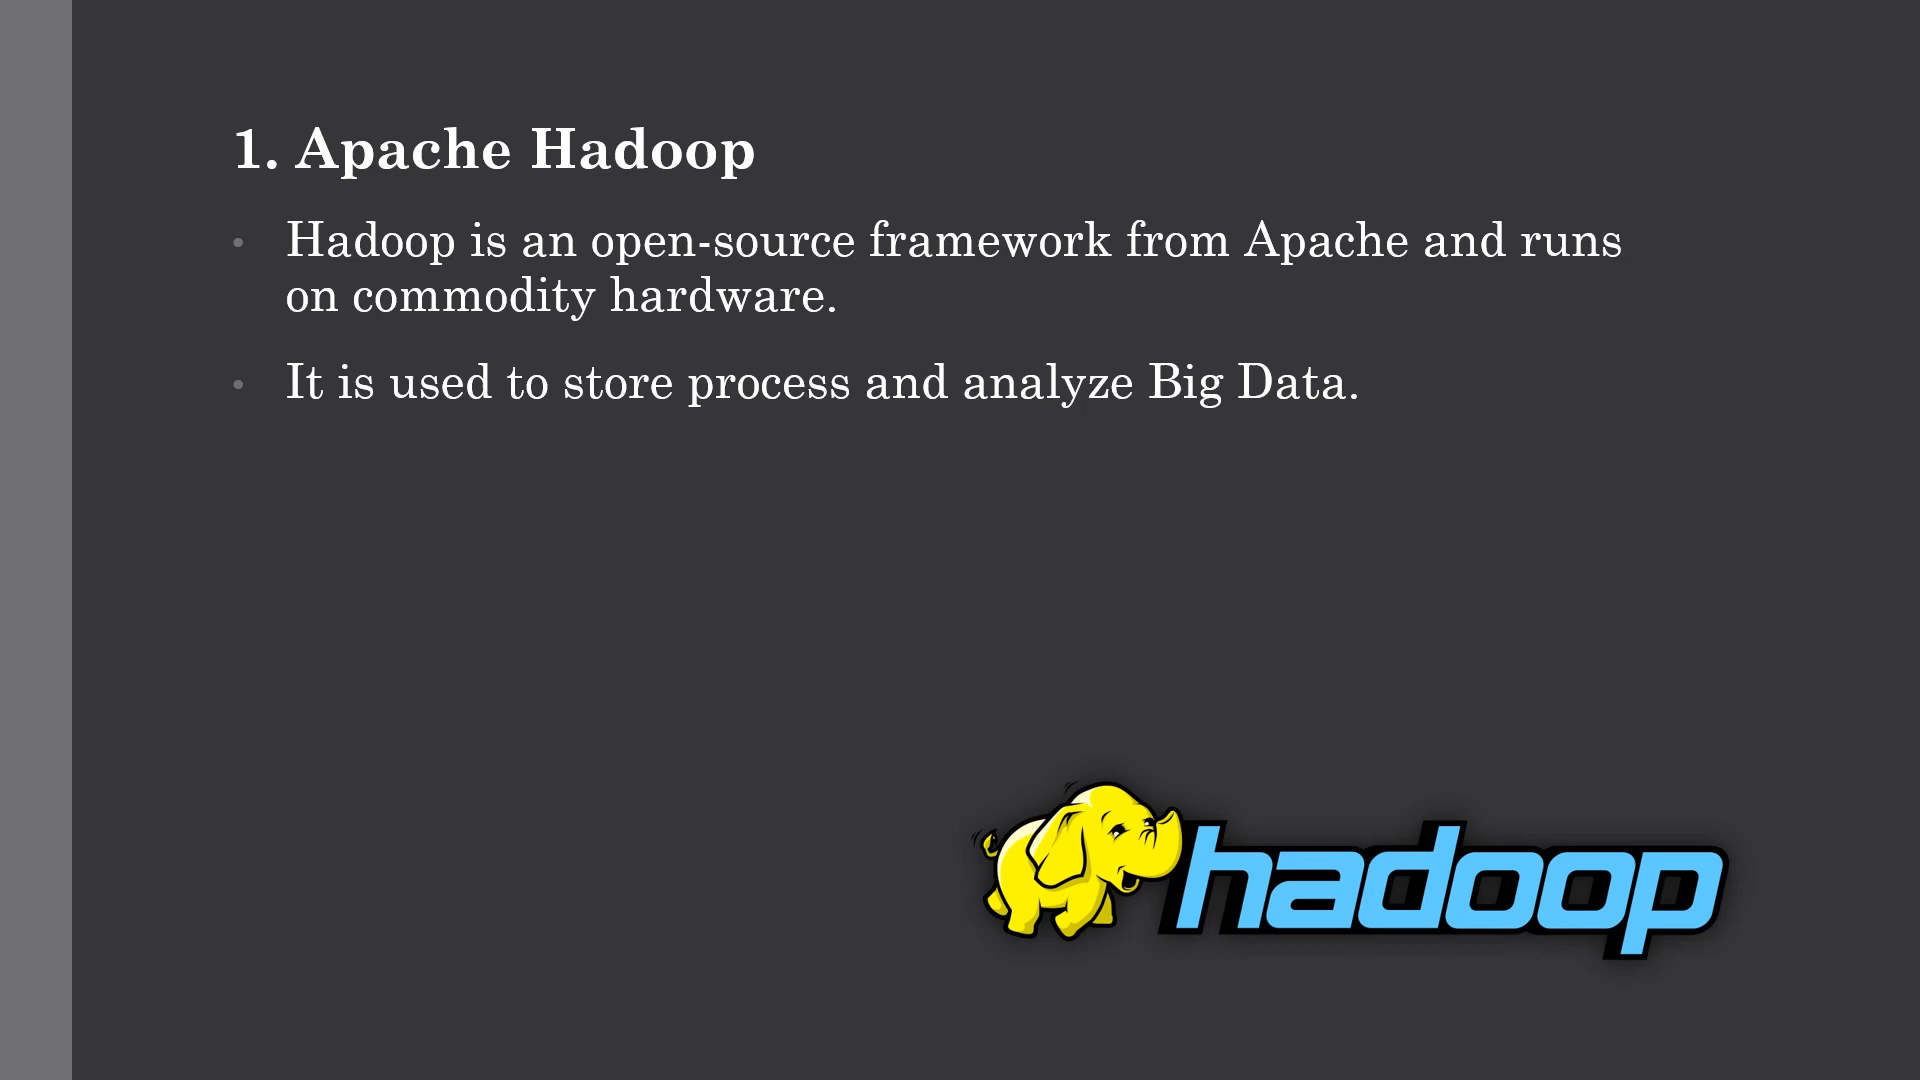 1. Apache Hadoop
• Hadoop is an open-source framework from Apache and runs
on commodity hardware.
• It is used to store process and analyze Big Data.
hadoop